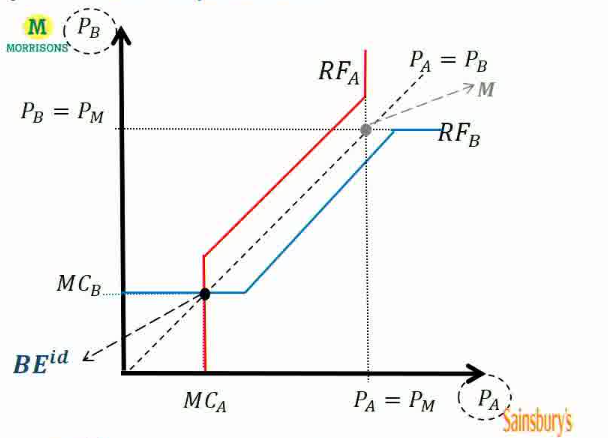 M
MORRISONS
P_B
RF_A
P_A = P_B
M
P_B = P_M
RF_B
MC_B
BE^{id}
MC_A
P_A = P_M
P_A
Sainsbury's